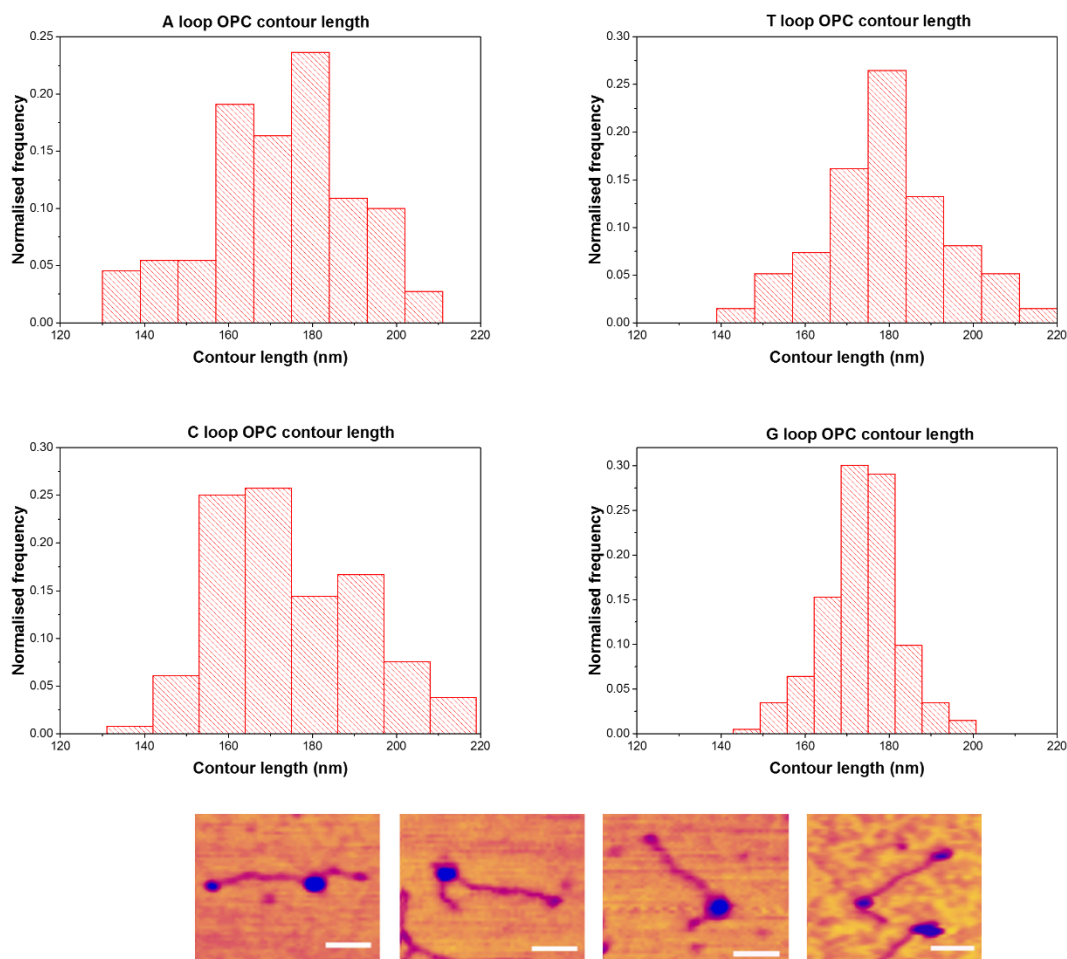 A loop OPC contour length
0.25
0.20
0.15
0.10
0.05
0.00
Normalised frequency
120 140 160 180 200 220
Contour length (nm)
T loop OPC contour length
0.30
0.25
0.20
0.15
0.10
0.05
0.00
Normalised frequency
120 140 160 180 200 220
Contour length (nm)
C loop OPC contour length
0.30
0.25
0.20
0.15
0.10
0.05
0.00
Normalised frequency
120 140 160 180 200 220
Contour length (nm)
G loop OPC contour length
0.30
0.25
0.20
0.15
0.10
0.05
0.00
Normalised frequency
120 140 160 180 200 220
Contour length (nm)